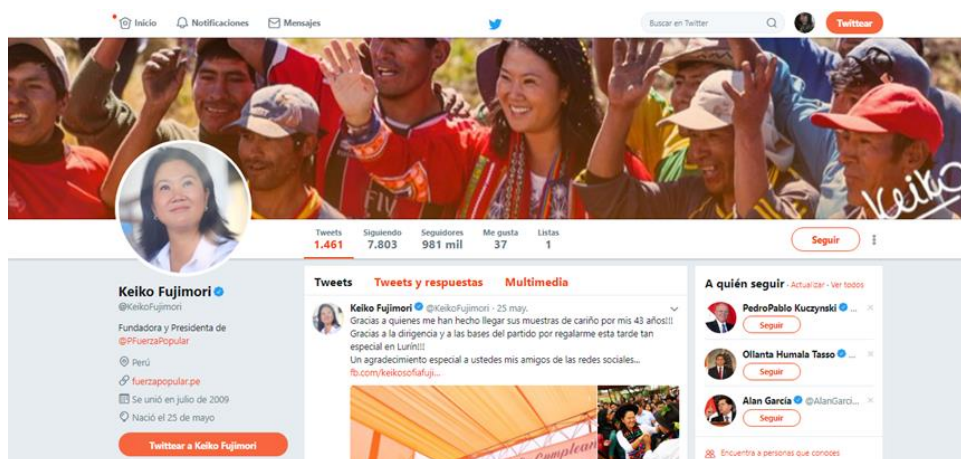 Inicio Notificaciones Mensajes Buscar en Twitter Twittear
FIV
Keiko
Tweets Siguiendo Seguidores Me gusta Listas
1.461 7.803 981 mil 37 1
Seguir
Keiko Fujimori
@KeikoFujimori
Fundadora y Presidenta de
@PFuerzaPopular
Perú
fuerzapopular.pe
Se unió en julio de 2009
Nació el 25 de mayo
Twittear a Keiko Fujimori
Tweets Tweets y respuestas Multimedia
Keiko Fujimori @KeikoFujimori · 25 may.
Gracias a quienes me han hecho llegar sus muestras de cariño por mis 43 años!!!
Gracias a la dirigencia y a las bases del partido por regalarme esta tarde tan
especial en Lurín!!!
Un agradecimiento especial a ustedes mis amigos de las redes sociales...
fb.com/keikosofiafuji...
Complean
A quién seguir · Actualizar · Ver todos
PedroPablo Kuczynski ...
Seguir
Ollanta Humala Tasso ...
Seguir
Alan García @AlanGarci...
Seguir
Encuentra a personas que conoces